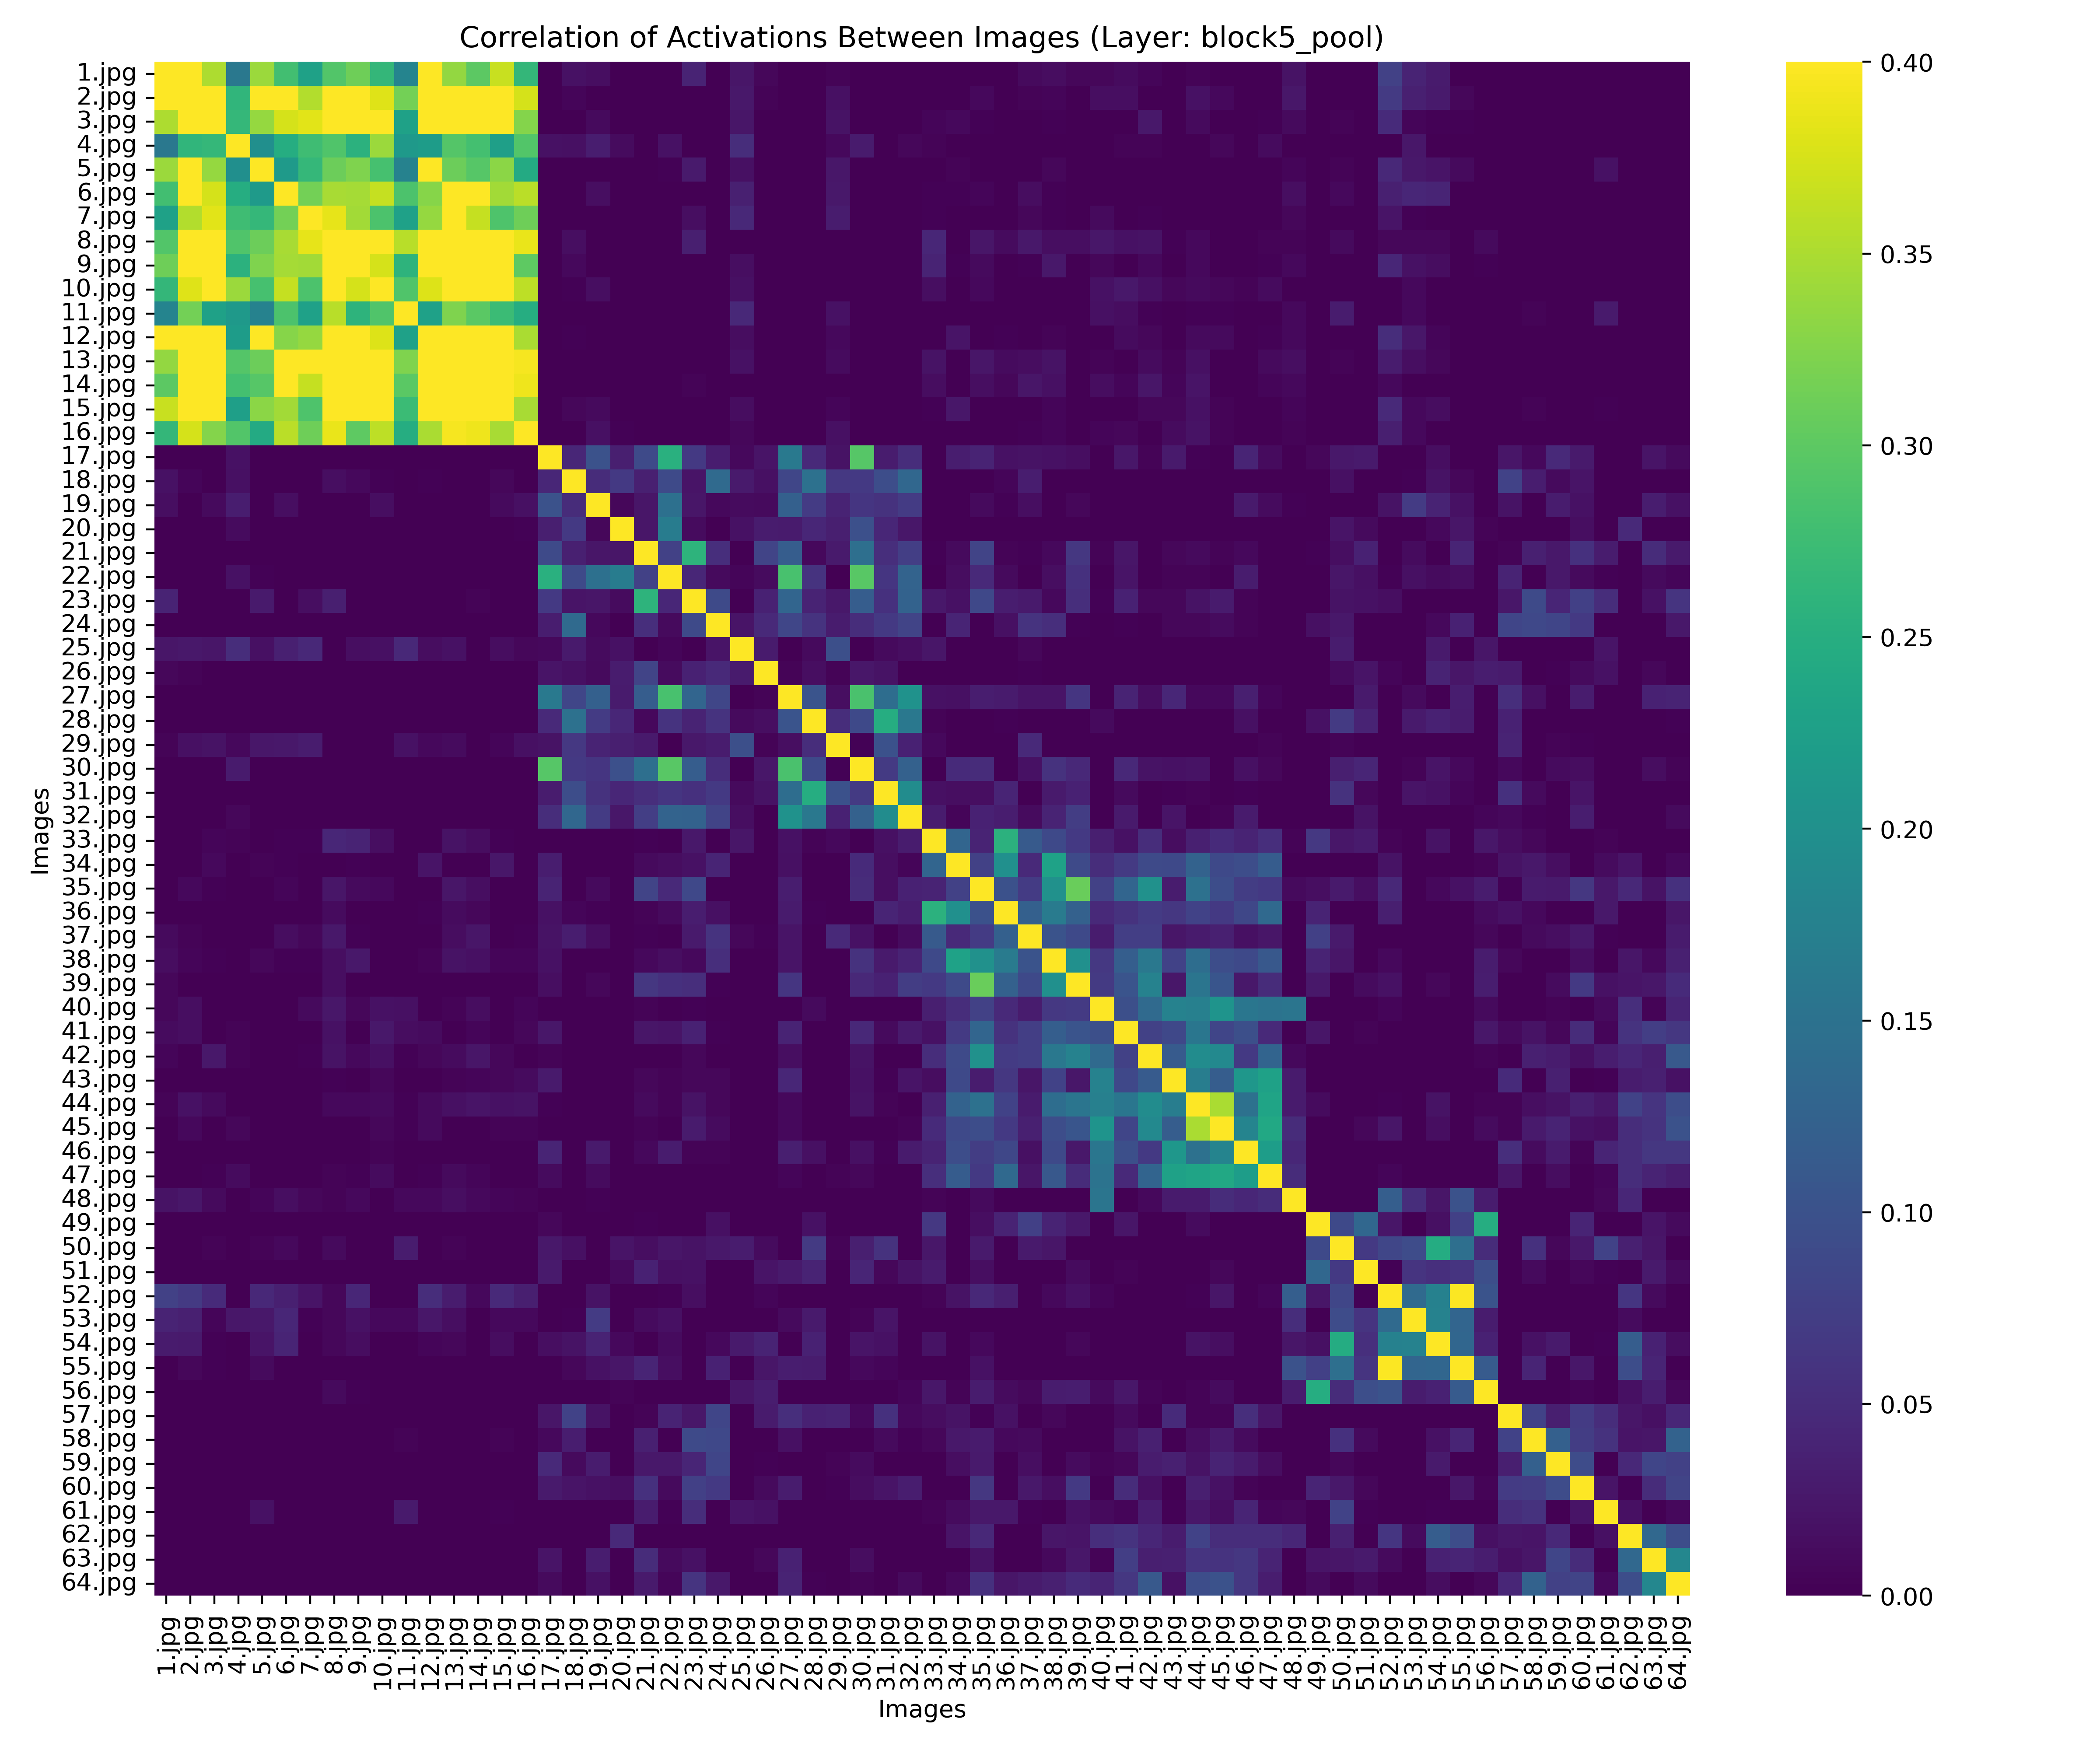 Correlation of Activations Between Images (Layer: block5_pool)
Images
1.jpg
2.jpg
3.jpg
4.jpg
5.jpg
6.jpg
7.jpg
8.jpg
9.jpg
10.jpg
11.jpg
12.jpg
13.jpg
14.jpg
15.jpg
16.jpg
17.jpg
18.jpg
19.jpg
20.jpg
21.jpg
22.jpg
23.jpg
24.jpg
25.jpg
26.jpg
27.jpg
28.jpg
29.jpg
30.jpg
31.jpg
32.jpg
33.jpg
34.jpg
35.jpg
36.jpg
37.jpg
38.jpg
39.jpg
40.jpg
41.jpg
42.jpg
43.jpg
44.jpg
45.jpg
46.jpg
47.jpg
48.jpg
49.jpg
50.jpg
51.jpg
52.jpg
53.jpg
54.jpg
55.jpg
56.jpg
57.jpg
58.jpg
59.jpg
60.jpg
61.jpg
62.jpg
63.jpg
64.jpg
1.jpg
2.jpg
3.jpg
4.jpg
5.jpg
6.jpg
7.jpg
8.jpg
9.jpg
10.jpg
11.jpg
12.jpg
13.jpg
14.jpg
15.jpg
16.jpg
17.jpg
18.jpg
19.jpg
20.jpg
21.jpg
22.jpg
23.jpg
24.jpg
25.jpg
26.jpg
27.jpg
28.jpg
29.jpg
30.jpg
31.jpg
32.jpg
33.jpg
34.jpg
35.jpg
36.jpg
37.jpg
38.jpg
39.jpg
40.jpg
41.jpg
42.jpg
43.jpg
44.jpg
45.jpg
46.jpg
47.jpg
48.jpg
49.jpg
50.jpg
51.jpg
52.jpg
53.jpg
54.jpg
55.jpg
56.jpg
57.jpg
58.jpg
59.jpg
60.jpg
61.jpg
62.jpg
63.jpg
64.jpg
Images
0.40
0.35
0.30
0.25
0.20
0.15
0.10
0.05
0.00